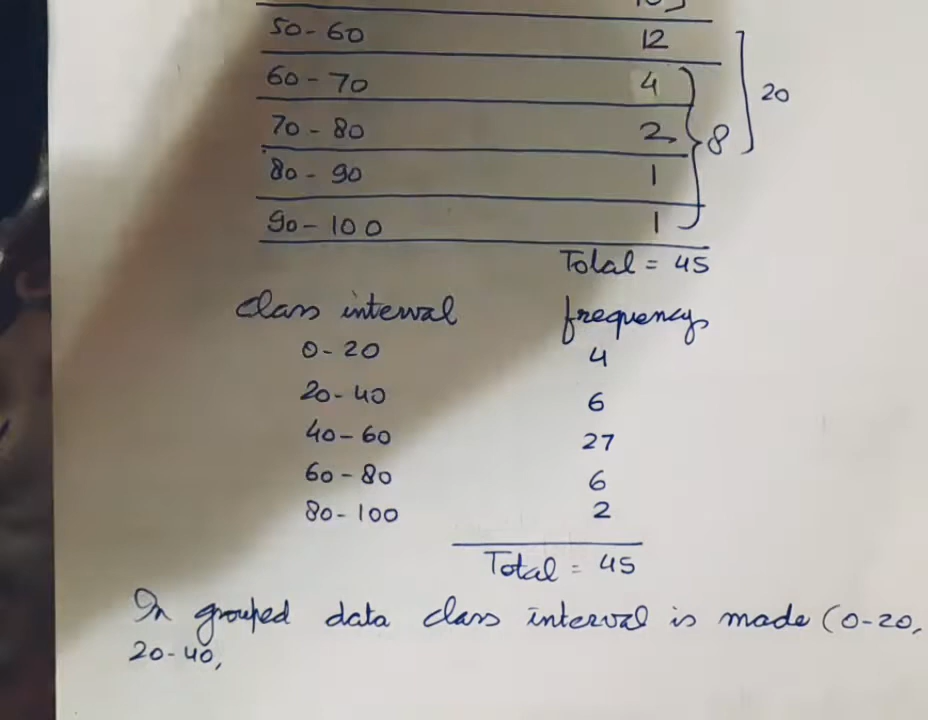 50-60 12
60-70 4
70-80 2 8 20
80-90 1
90-100 1
Total = 45
class interval frequency
0-20 4
20-40 6
40-60 27
60-80 6
80-100 2
Total = 45
In grouped data class interval is made (0-20,
20-40,